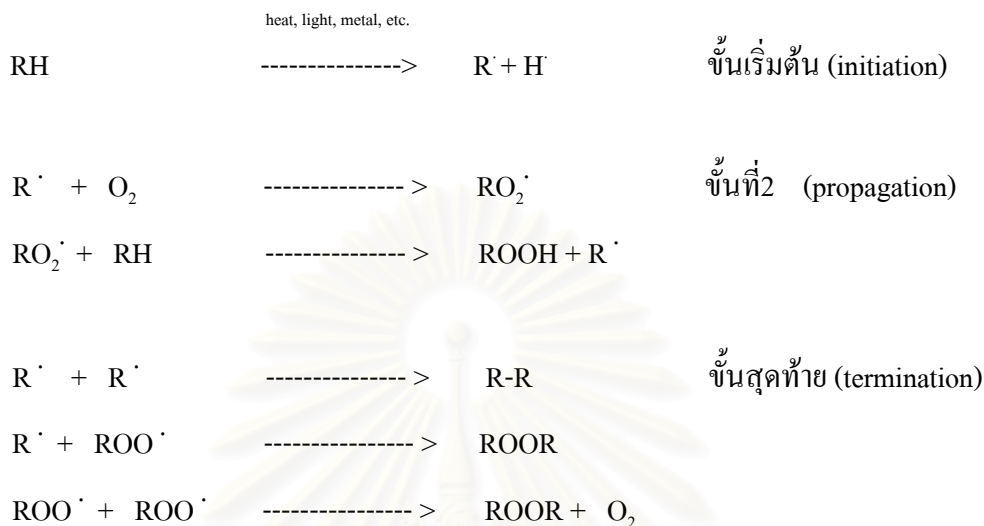 heat, light, metal, etc.
RH ---------------> R˙+ H˙ ขั้นเริ่มต้น (initiation)
R˙ + O₂ --------------- > RO₂˙ ขั้นที่2 (propagation)
RO₂˙ + RH --------------- > ROOH + R˙
R˙ + R˙ --------------- > R-R ขั้นสุดท้าย (termination)
R˙ + ROO˙ ---------------- > ROOR
ROO˙ + ROO˙ ------------------- > ROOR + O₂